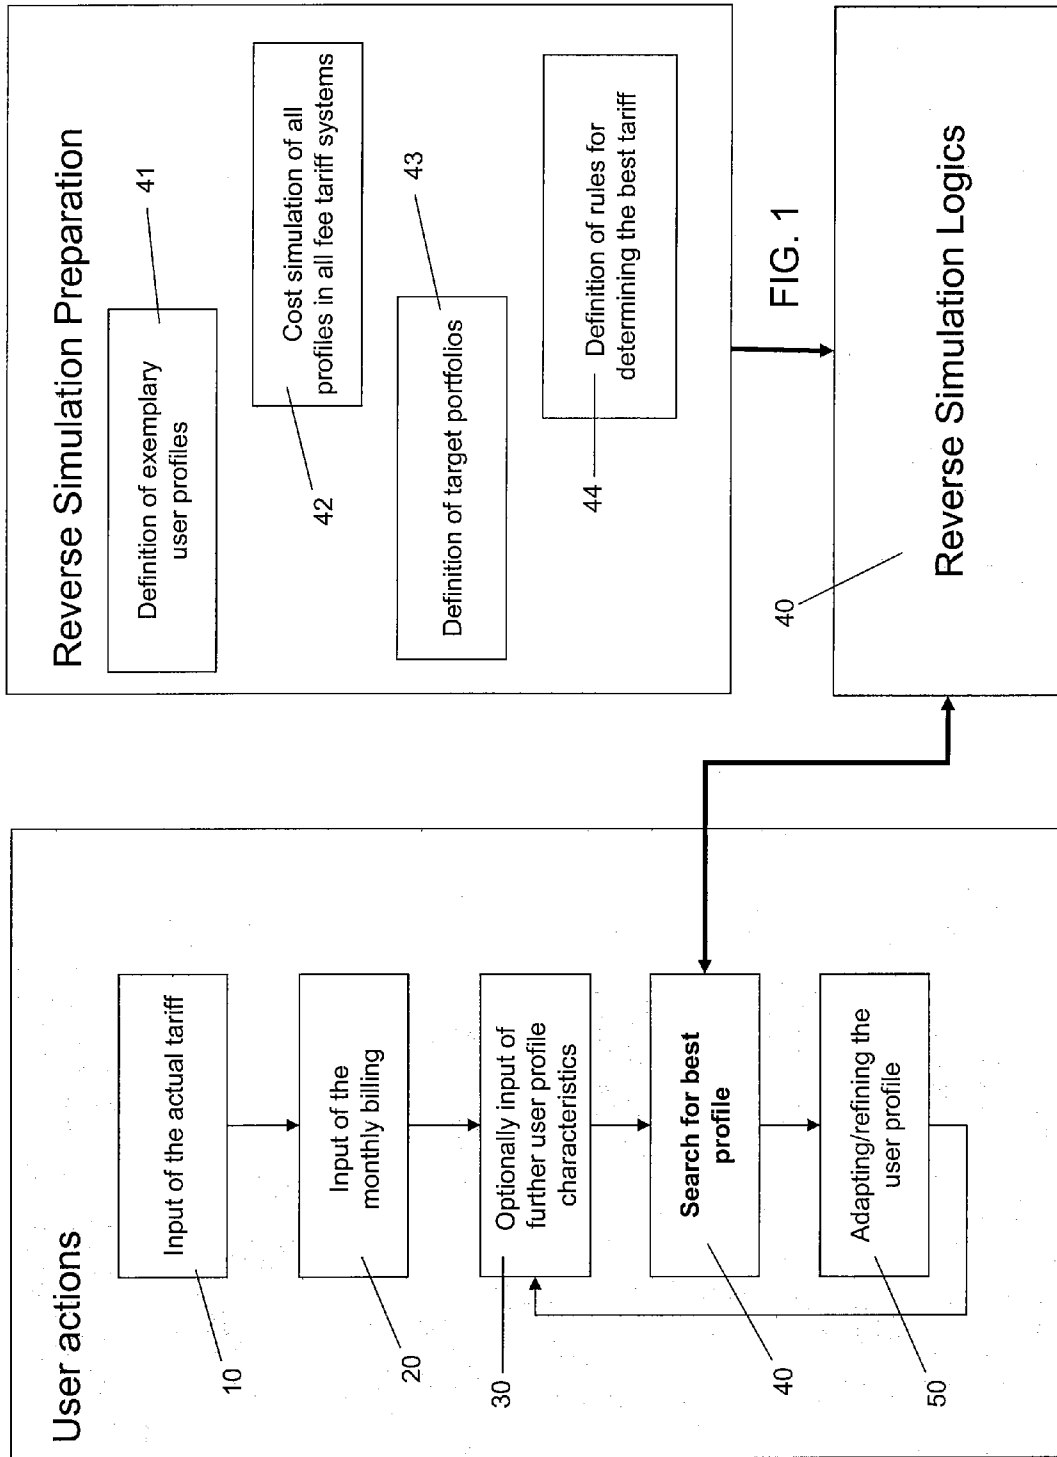 User actions
Input of the actual tariff
10
Input of the
monthly billing
20
Optionally input of
further user profile
characteristics
30
Search for best
profile
40
Adapting/refining the
user profile
50
Reverse Simulation Preparation
Definition of exemplary
user profiles
41
Cost simulation of all
profiles in all fee tariff systems
42
Definition of target portfolios
43
Definition of rules for
determining the best tariff
44
FIG. 1
Reverse Simulation Logics
40